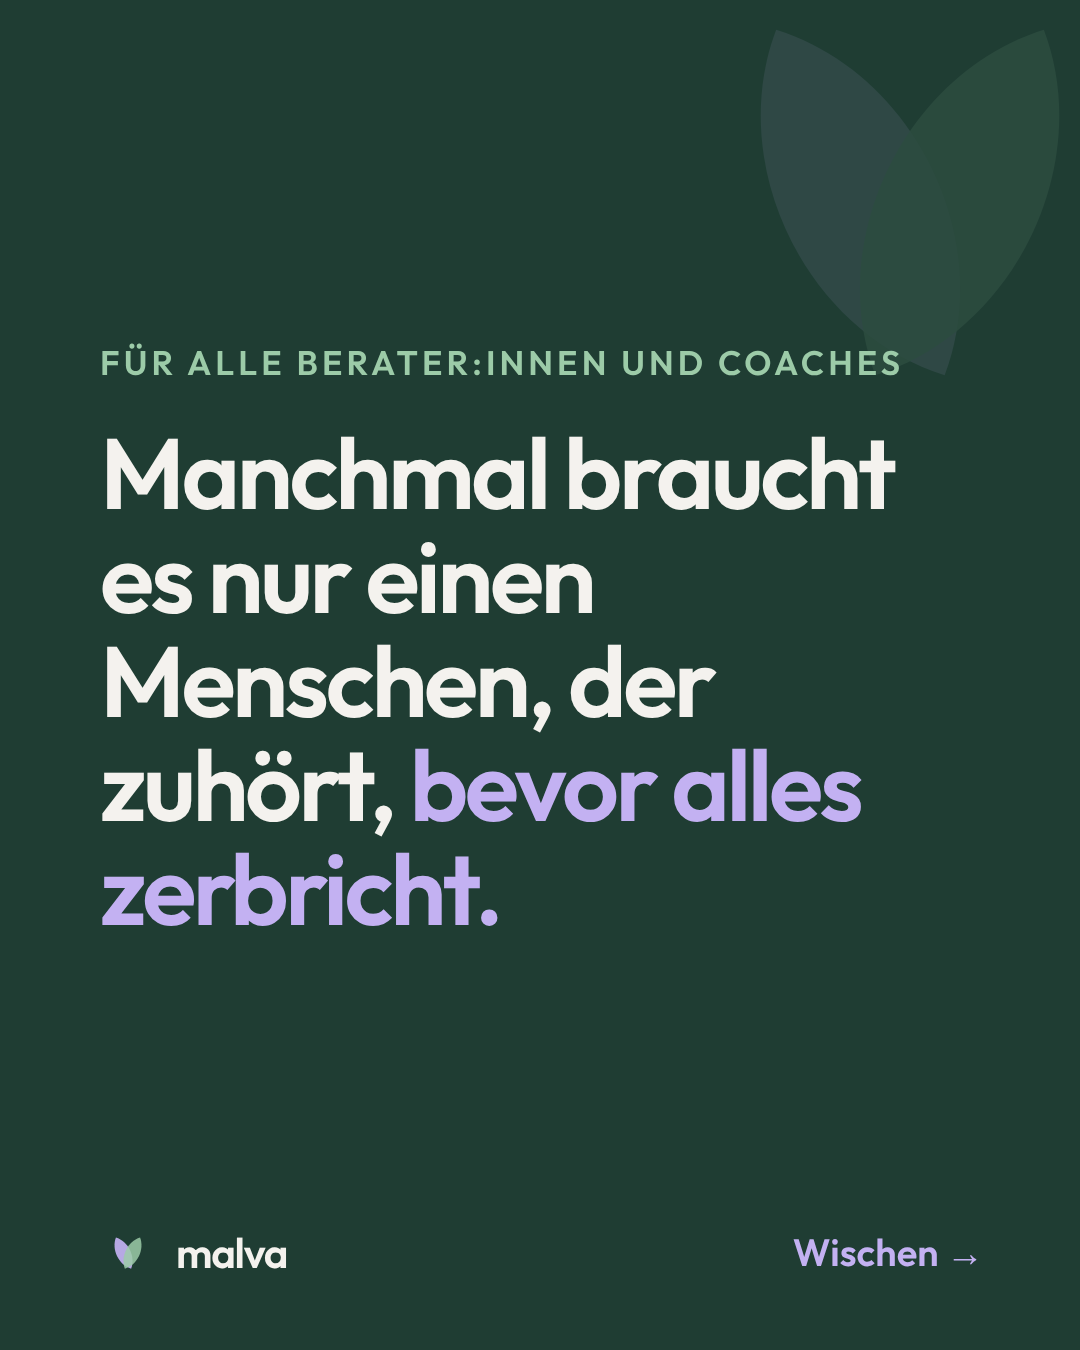 FÜR ALLE BERATER:INNEN UND COACHES
Manchmal braucht
es nur einen
Menschen, der
zuhört, bevor alles
zerbricht.
malva
Wischen →